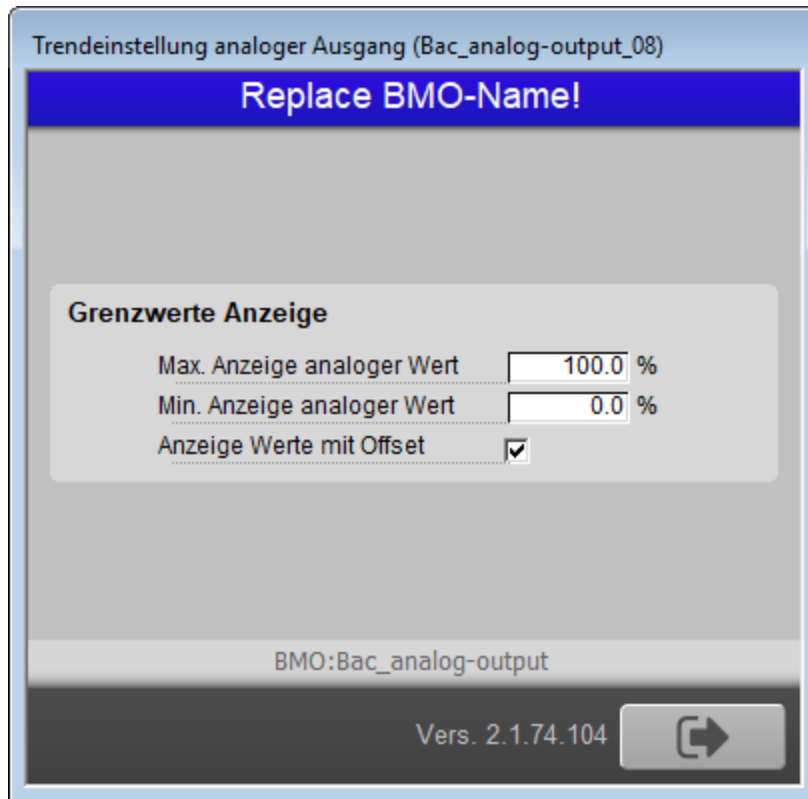 Trendeinstellung analoger Ausgang (Bac_analog-output_08)
Replace BMO-Name!
Grenzwerte Anzeige
Max. Anzeige analoger Wert 100.0 %
Min. Anzeige analoger Wert 0.0 %
Anzeige Werte mit Offset
BMO:Bac_analog-output
Vers. 2.1.74.104